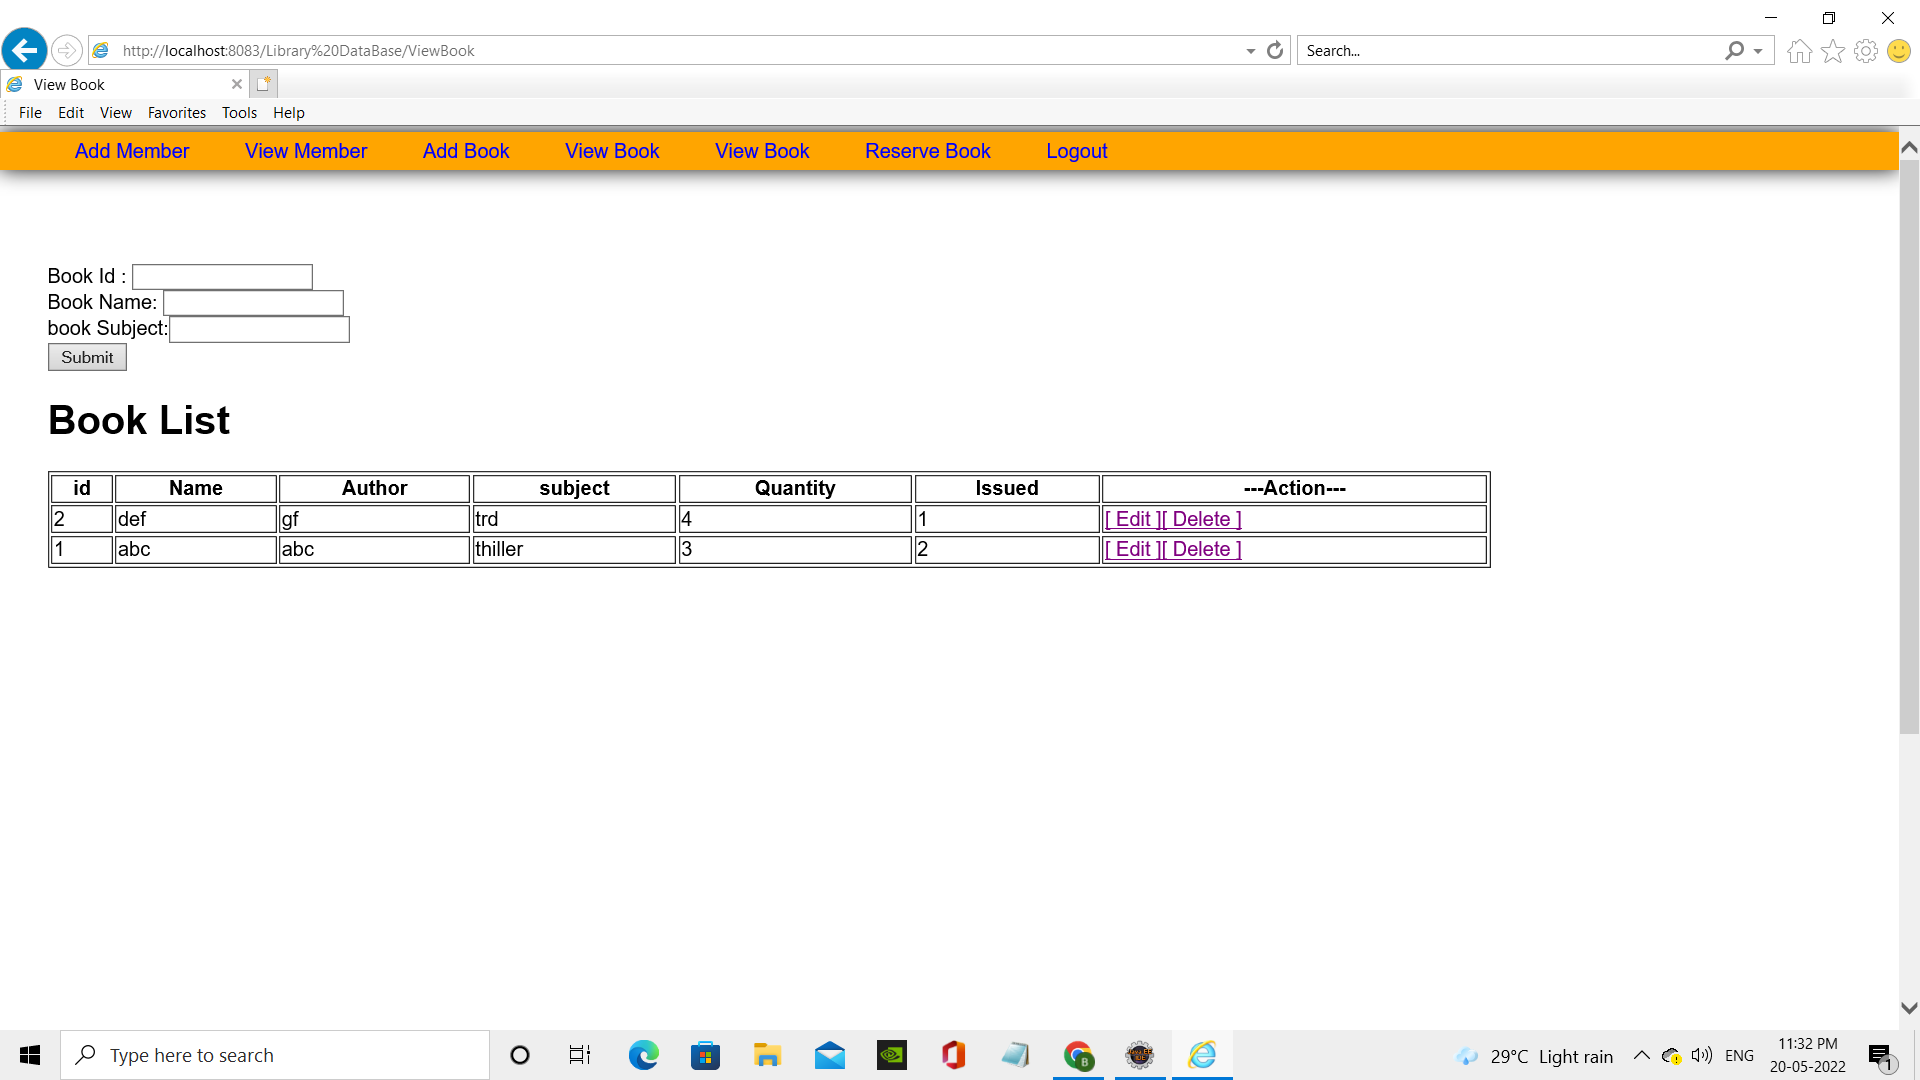 http://localhost:8083/Library%20DataBase/ViewBook
Search...
View Book
File Edit View Favorites Tools Help
Add Member View Member Add Book View Book View Book Reserve Book Logout
Book Id :
Book Name:
book Subject:
Submit
Book List
id Name Author subject Quantity Issued ---Action---
2 def gf trd 4 1 [ Edit ][ Delete ]
1 abc abc thiller 3 2 [ Edit ][ Delete ]
Type here to search
B
29°C Light rain
ENG
11:32 PM
20-05-2022
1